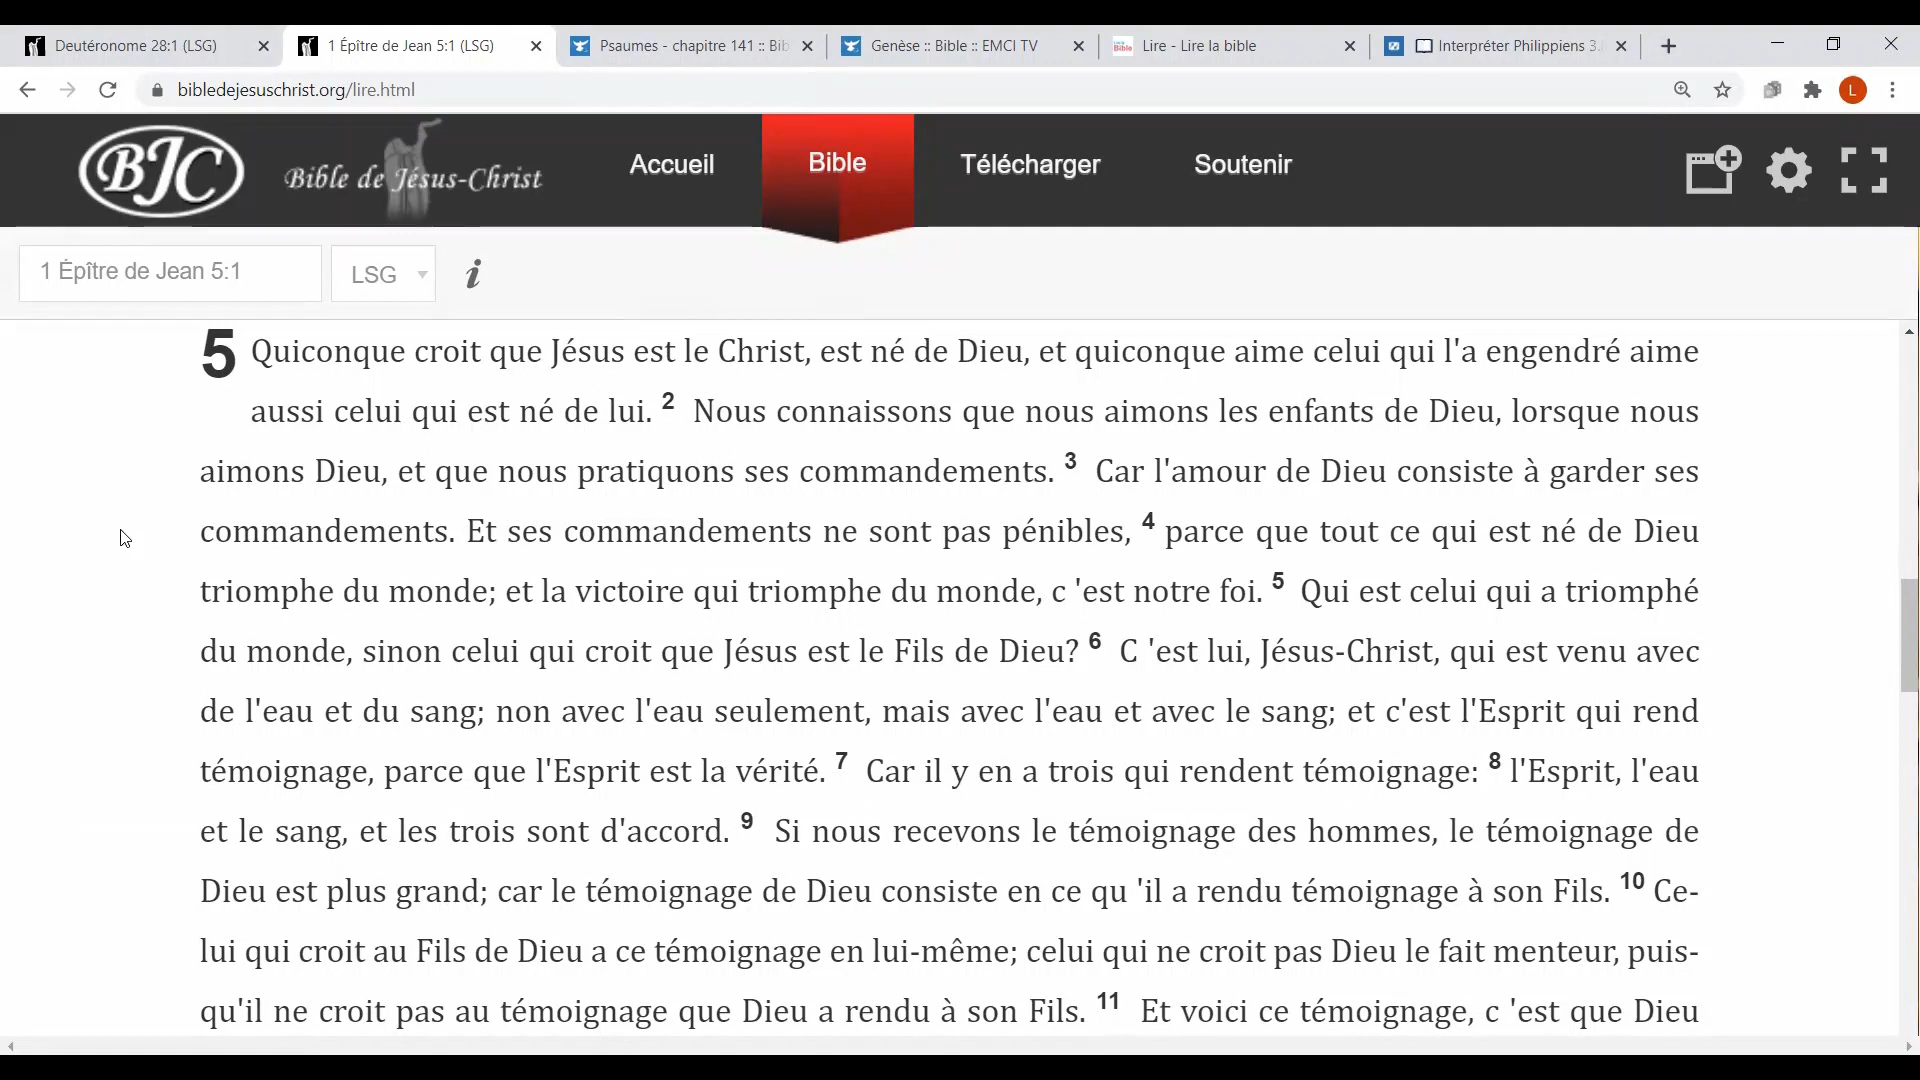 Deutéronome 28:1 (LSG)
1 Épître de Jean 5:1 (LSG)
Psaumes - chapitre 141 :: Bib
Genèse :: Bible :: EMCI TV
Lire - Lire la bible
Interpréter Philippiens 3.
bibledejesuschrist.org/lire.html
L
BJC
Bible de Jésus-Christ
Accueil
Bible
Télécharger
Soutenir
1 Épître de Jean 5:1
LSG
i
5 Quiconque croit que Jésus est le Christ, est né de Dieu, et quiconque aime celui qui l'a engendré aime
aussi celui qui est né de lui. 2 Nous connaissons que nous aimons les enfants de Dieu, lorsque nous
aimons Dieu, et que nous pratiquons ses commandements. 3 Car l'amour de Dieu consiste à garder ses
commandements. Et ses commandements ne sont pas pénibles, 4 parce que tout ce qui est né de Dieu
triomphe du monde; et la victoire qui triomphe du monde, c 'est notre foi. 5 Qui est celui qui a triomphé
du monde, sinon celui qui croit que Jésus est le Fils de Dieu? 6 C 'est lui, Jésus-Christ, qui est venu avec
de l'eau et du sang; non avec l'eau seulement, mais avec l'eau et avec le sang; et c'est l'Esprit qui rend
témoignage, parce que l'Esprit est la vérité. 7 Car il y en a trois qui rendent témoignage: 8 l'Esprit, l'eau
et le sang, et les trois sont d'accord. 9 Si nous recevons le témoignage des hommes, le témoignage de
Dieu est plus grand; car le témoignage de Dieu consiste en ce qu 'il a rendu témoignage à son Fils. 10 Ce-
lui qui croit au Fils de Dieu a ce témoignage en lui-même; celui qui ne croit pas Dieu le fait menteur, puis-
qu'il ne croit pas au témoignage que Dieu a rendu à son Fils. 11 Et voici ce témoignage, c 'est que Dieu